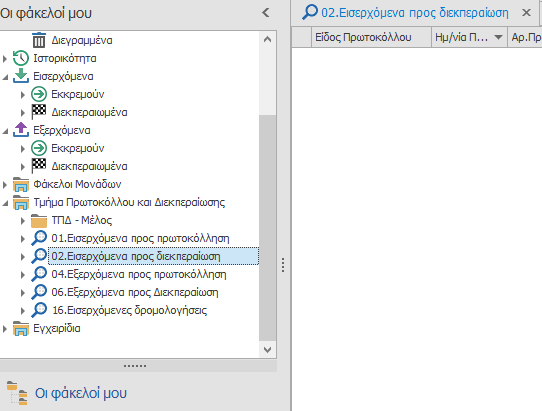 Οι φάκελοί μου
Διεγραμμένα
Ιστορικότητα
Εισερχόμενα
Εκκρεμούν
Διεκπεραιωμένα
Εξερχόμενα
Εκκρεμούν
Διεκπεραιωμένα
Φάκελοι Μονάδων
Τμήμα Πρωτοκόλλου και Διεκπεραίωσης
ΤΠΔ - Μέλος
01.Εισερχόμενα προς πρωτοκόλληση
02.Εισερχόμενα προς διεκπεραίωση
04.Εξερχόμενα προς πρωτοκόλληση
06.Εξερχόμενα προς Διεκπεραίωση
16.Εισερχόμενες δρομολογήσεις
Εγχειρίδια
Οι φάκελοί μου
02.Εισερχόμενα προς διεκπεραίωση
Είδος Πρωτοκόλλου Ημ/νία Π... Αρ.Πρ